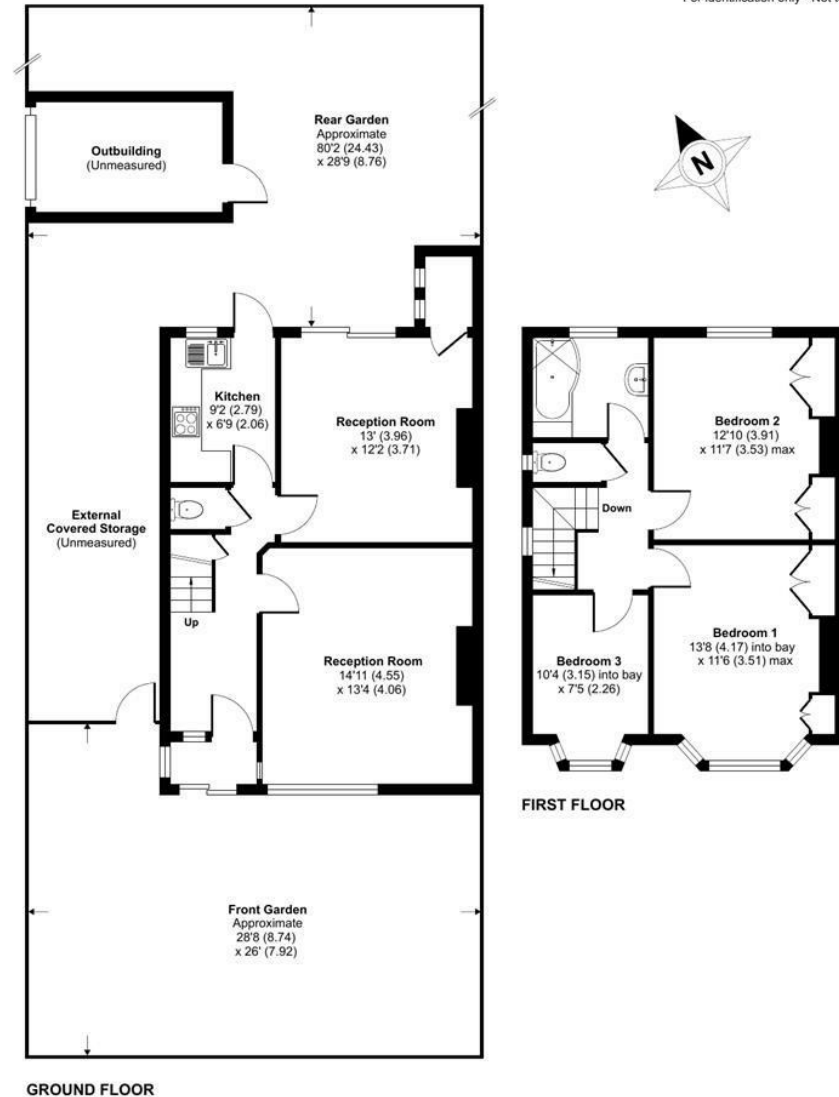 Rear Garden
Approximate
80'2 (24.43)
x 28'9 (8.76)
Outbuilding
(Unmeasured)
N
Kitchen
9'2 (2.79)
x 6'9 (2.06)
Reception Room
13' (3.96)
x 12'2 (3.71)
External
Covered Storage
(Unmeasured)
Up
Reception Room
14'11 (4.55)
x 13'4 (4.06)
Front Garden
Approximate
28'8 (8.74)
x 26' (7.92)
GROUND FLOOR
Bedroom 2
12'10 (3.91)
x 11'7 (3.53) max
Down
Bedroom 1
13'8 (4.17) into bay
x 11'6 (3.51) max
Bedroom 3
10'4 (3.15) into bay
x 7'5 (2.26)
FIRST FLOOR